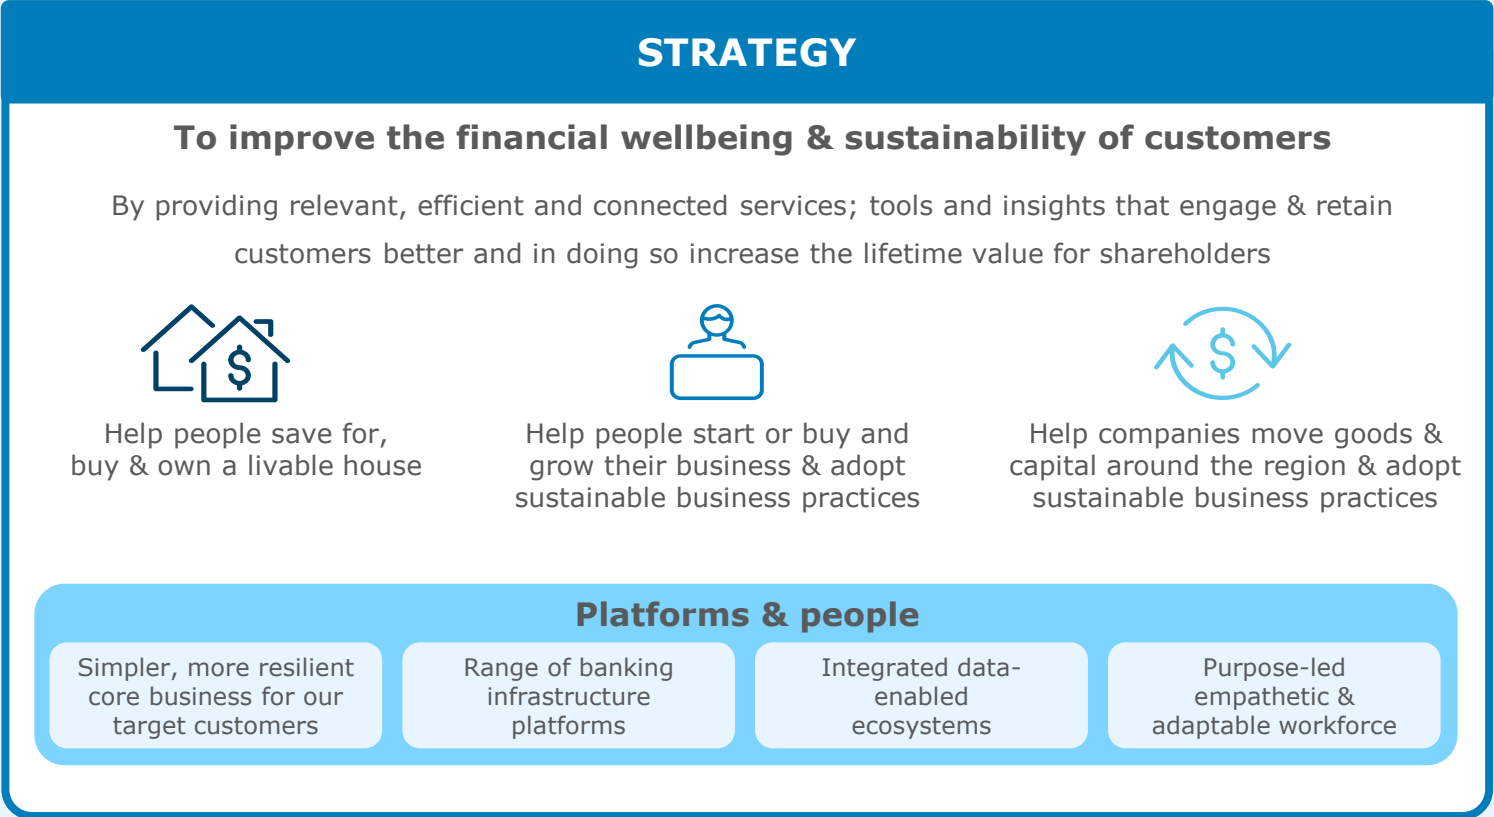 STRATEGY
To improve the financial wellbeing & sustainability of customers
By providing relevant, efficient and connected services; tools and insights that engage & retain
customers better and in doing so increase the lifetime value for shareholders
$
Help people save for,
buy & own a livable house
Help people start or buy and
grow their business & adopt
sustainable business practices
$
Help companies move goods &
capital around the region & adopt
sustainable business practices
Platforms & people
Simpler, more resilient
core business for our
target customers
Range of banking
infrastructure
platforms
Integrated data-
enabled
ecosystems
Purpose-led
empathetic &
adaptable workforce